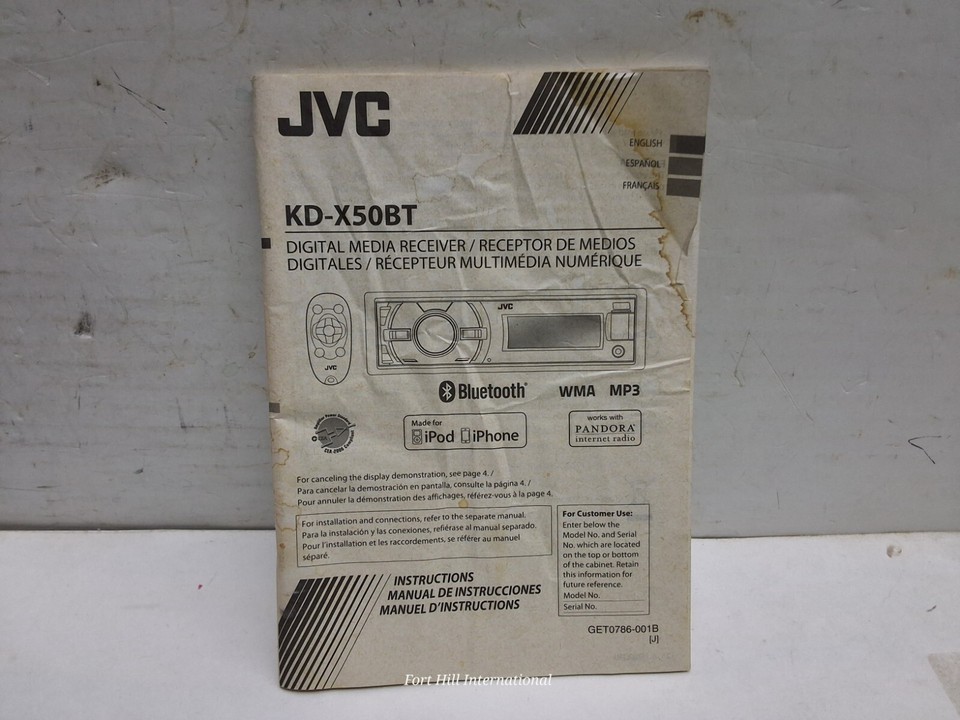 JVC
ENGLISH
ESPAÑOL
FRANÇAIS
KD-X50BT
DIGITAL MEDIA RECEIVER / RECEPTOR DE MEDIOS
DIGITALES / RÉCEPTEUR MULTIMÉDIA NUMÉRIQUE
JVC
JVC
Bluetooth®
WMA MP3
CEA-2006
Made for
iPod iPhone
works with
PANDORA®
internet radio
For canceling the display demonstration, see page 4. /
Para cancelar la demostración en pantalla, consulte la página 4. /
Pour annuler la démonstration des affichages, référez-vous à la page 4.
For installation and connections, refer to the separate manual.
Para la instalación y las conexiones, refiérase al manual separado.
Pour l'installation et les raccordements, se référer au manuel
séparé.
For Customer Use:
Enter below the
Model No. and Serial
No. which are located
on the top or bottom
of the cabinet. Retain
this information for
future reference.
Model No.
Serial No.
INSTRUCTIONS
MANUAL DE INSTRUCCIONES
MANUEL D'INSTRUCTIONS
GET0786-001B
[J]
Fort Hill International